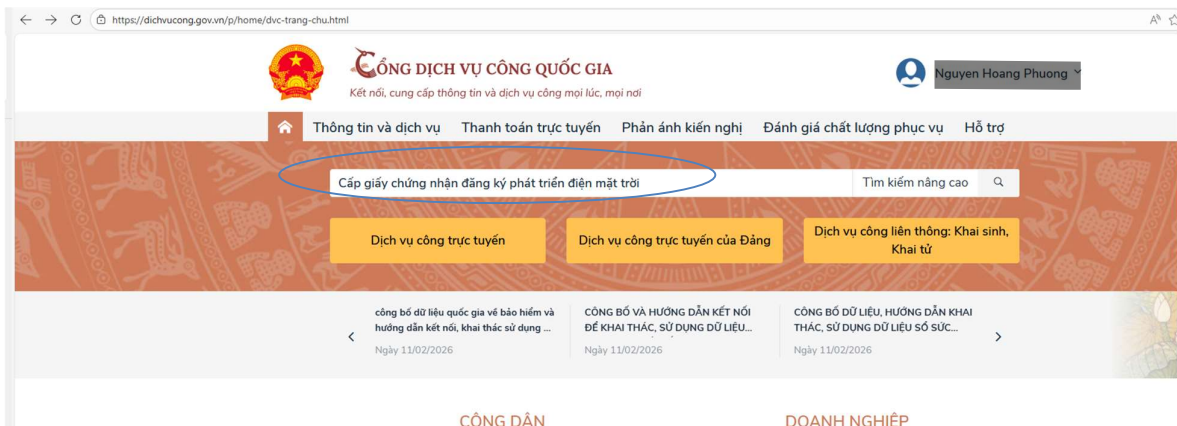 https://dichvucong.gov.vn/p/home/dvc-trang-chu.html
CỔNG DỊCH VỤ CÔNG QUỐC GIA
Kết nối, cung cấp thông tin và dịch vụ công mọi lúc, mọi nơi
Nguyen Hoang Phuong
Thông tin và dịch vụ Thanh toán trực tuyến Phản ánh kiến nghị Đánh giá chất lượng phục vụ Hỗ trợ
Cấp giấy chứng nhận đăng ký phát triển điện mặt trời Tìm kiếm nâng cao
Dịch vụ công trực tuyến
Dịch vụ công trực tuyến của Đảng
Dịch vụ công liên thông: Khai sinh,
Khai tử
công bố dữ liệu quốc gia về bảo hiểm và
hướng dẫn kết nối, khai thác sử dụng ...
Ngày 11/02/2026
CÔNG BỐ VÀ HƯỚNG DẪN KẾT NỐI
ĐỂ KHAI THÁC, SỬ DỤNG DỮ LIỆU...
Ngày 11/02/2026
CÔNG BỐ DỮ LIỆU, HƯỚNG DẪN KHAI
THÁC, SỬ DỤNG DỮ LIỆU SỐ SỨC...
Ngày 11/02/2026
CÔNG DÂN
DOANH NGHIỆP